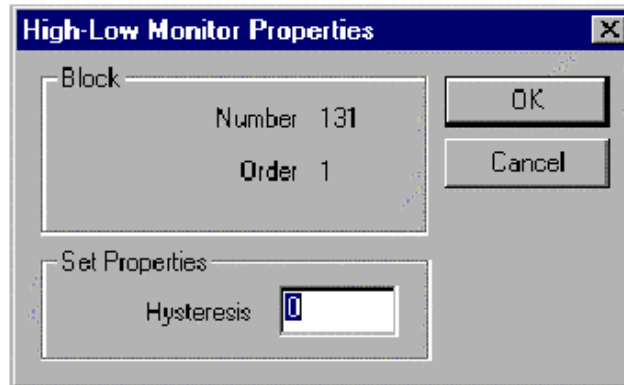 High-Low Monitor Properties
Block
Number 131
Order 1
OK
Cancel
Set Properties
Hysteresis 0